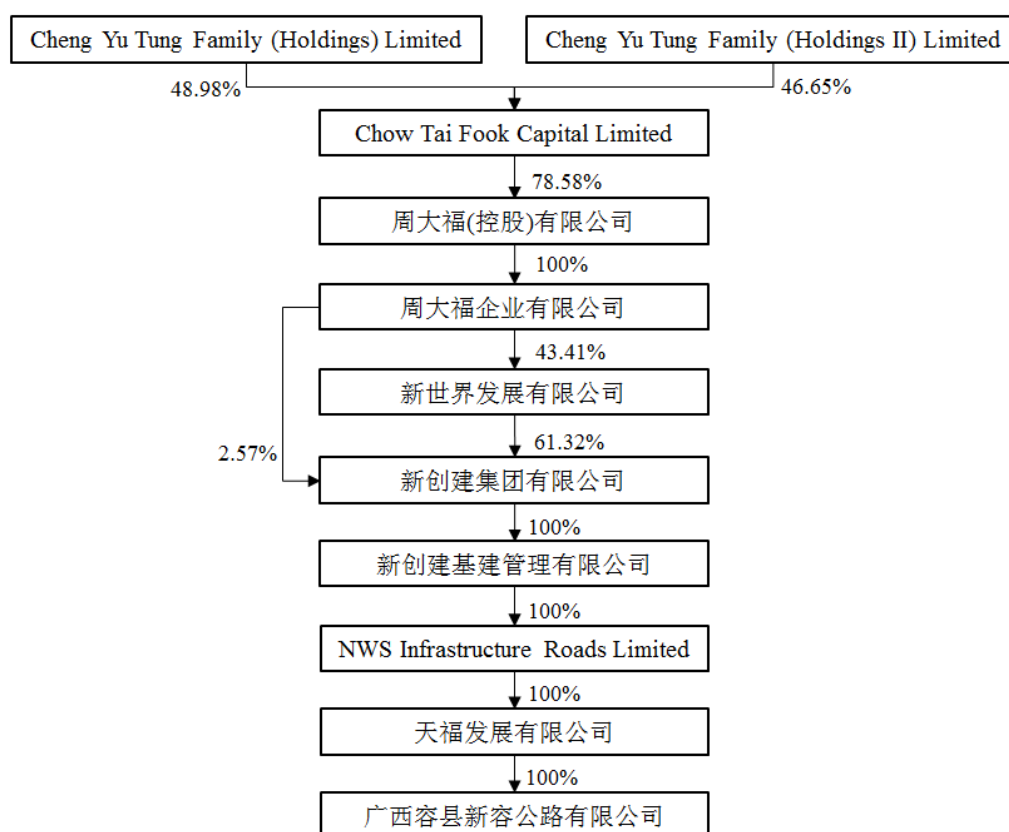 Cheng Yu Tung Family (Holdings) Limited
Cheng Yu Tung Family (Holdings II) Limited
48.98%
46.65%
Chow Tai Fook Capital Limited
78.58%
周大福(控股)有限公司
100%
周大福企业有限公司
43.41%
新世界发展有限公司
61.32%
2.57%
新创建集团有限公司
100%
新创建基建管理有限公司
100%
NWS Infrastructure Roads Limited
100%
天福发展有限公司
100%
广西容县新容公路有限公司